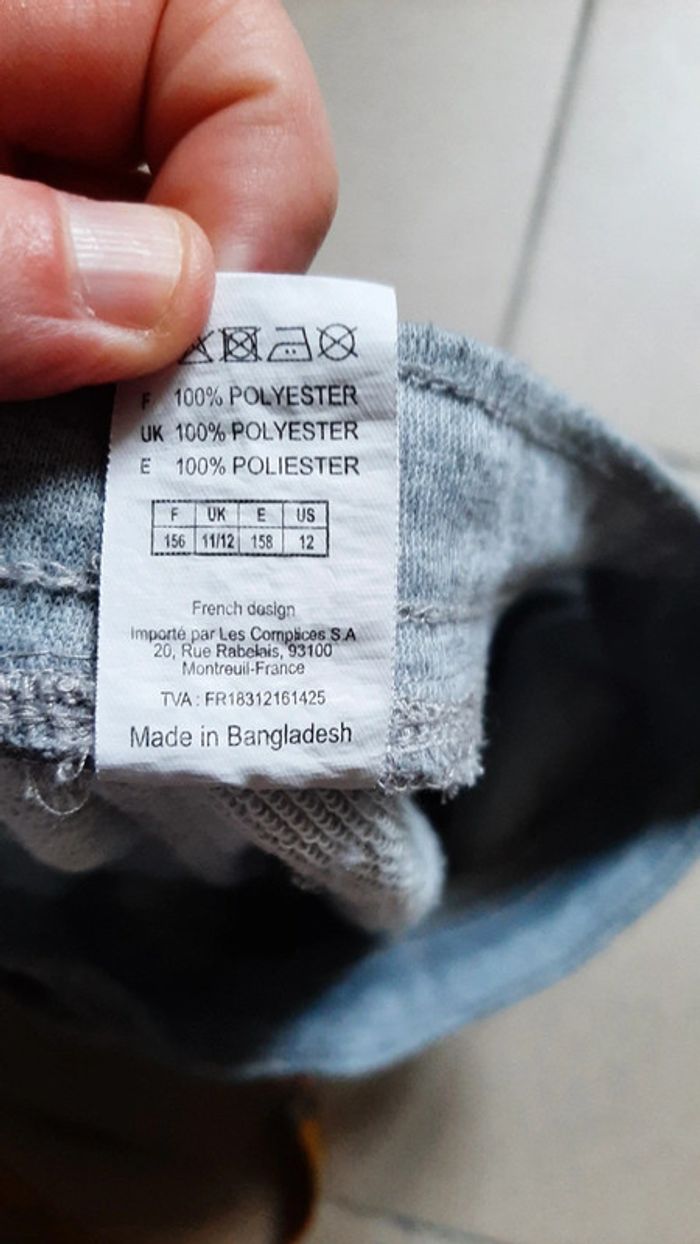 F 100% POLYESTER
UK 100% POLYESTER
E 100% POLIESTER
F UK E US
156 11/12 158 12
French design
Importé par Les Complices S.A
20, Rue Rabelais, 93100
Montreuil-France
TVA : FR18312161425
Made in Bangladesh